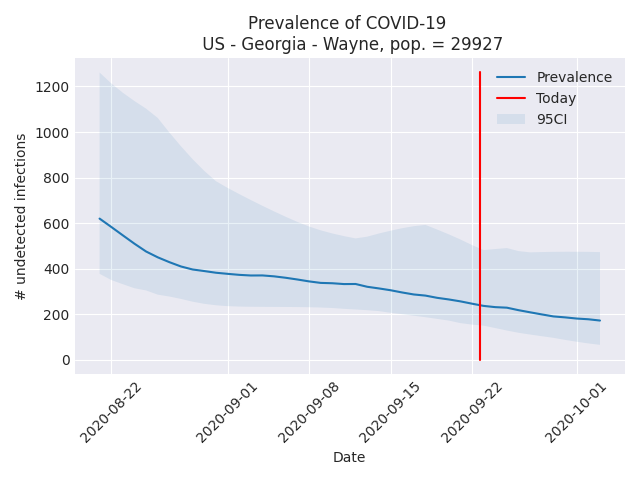 Prevalence of COVID-19
US - Georgia - Wayne, pop. = 29927
Prevalence
Today
95CI
1200
1000
800
600
400
200
0
# undetected infections
2020-08-22
2020-09-01
2020-09-08
2020-09-15
2020-09-22
2020-10-01
Date